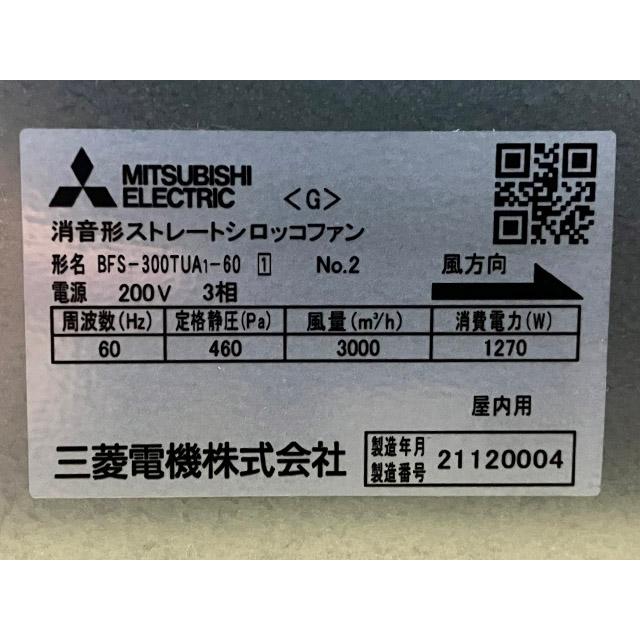 MITSUBISHI
ELECTRIC
<G>
消音形ストレートシロッコファン
形名 BFS-300TUA1-60 1 No.2 風方向
電源 200V 3相
周波数(Hz) 定格静圧(Pa) 風量(m³/h) 消費電力(W)
60 460 3000 1270
屋内用
三菱電機株式会社
製造年月
製造番号 21120004